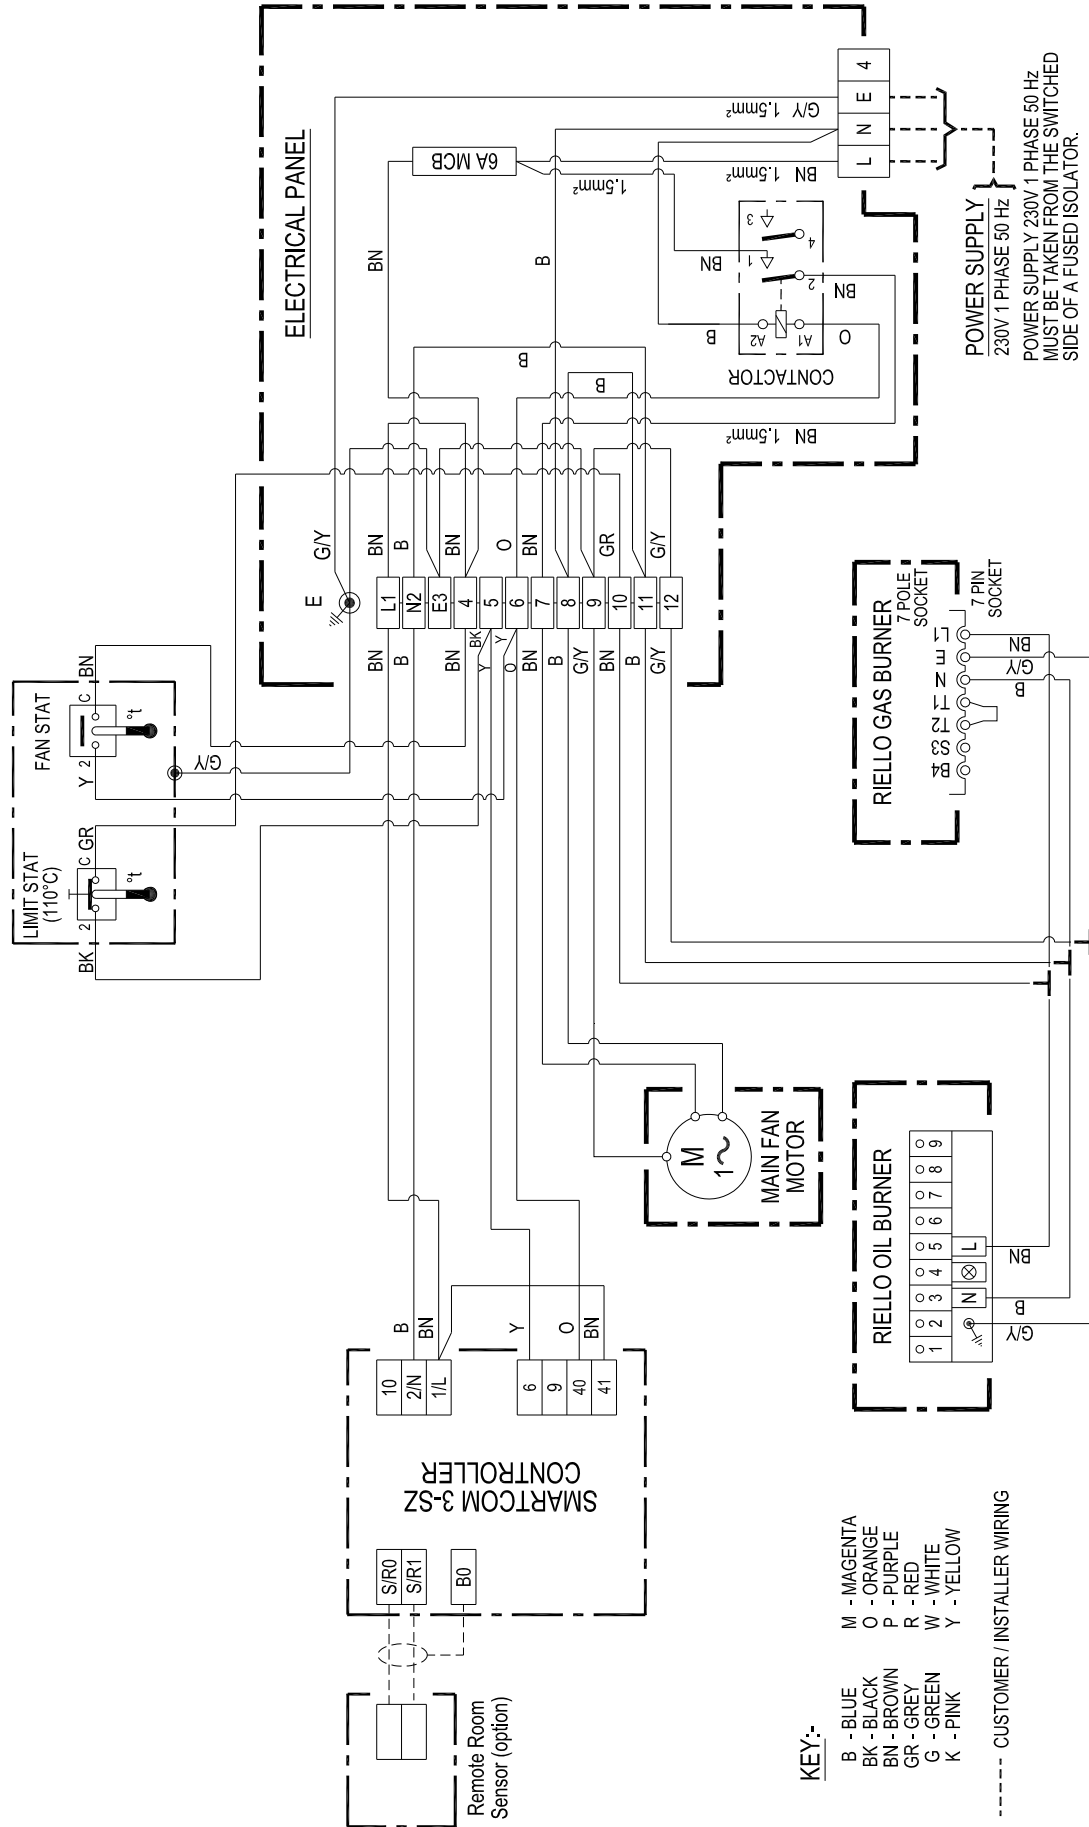 LIMIT STAT
(110°C)
FAN STAT
BK
2
C
GR
°t
Y
2
C
BN
°t
G/Y
ELECTRICAL PANEL
E
G/Y
BN
B
BN
O
BN
GR
G/Y
L1
N2
E3
4
5
6
7
8
9
10
11
12
BN
B
BN
BK
Y
Y
O
BN
B
G/Y
BN
B
G/Y
BN
6A MCB
B
B
B
1.5mm²
G/Y 1.5mm²
BN 1.5mm²
BN 1.5mm²
L
N
E
4
CONTACTOR
A2
A1
1
2
3
4
B
O
BN
BN
POWER SUPPLY
230V 1 PHASE 50 Hz
POWER SUPPLY 230V 1 PHASE 50 Hz
MUST BE TAKEN FROM THE SWITCHED
SIDE OF A FUSED ISOLATOR.
RIELLO GAS BURNER
7 POLE
SOCKET
7 PIN
SOCKET
B4
S3
T2
T1
N
E
L1
B
G/Y
BN
MAIN FAN
MOTOR
M
1
RIELLO OIL BURNER
1
2
3
4
5
6
7
8
9
N
L
G/Y
B
BN
SMARTCOM 3-SZ
CONTROLLER
10
2/N
1/L
B
BN
6
9
40
41
Y
O
BN
S/R0
S/R1
B0
Remote Room
Sensor (option)
KEY:-
B - BLUE
BK - BLACK
BN - BROWN
GR - GREY
G - GREEN
K - PINK
M - MAGENTA
O - ORANGE
P - PURPLE
R - RED
W - WHITE
Y - YELLOW
CUSTOMER / INSTALLER WIRING